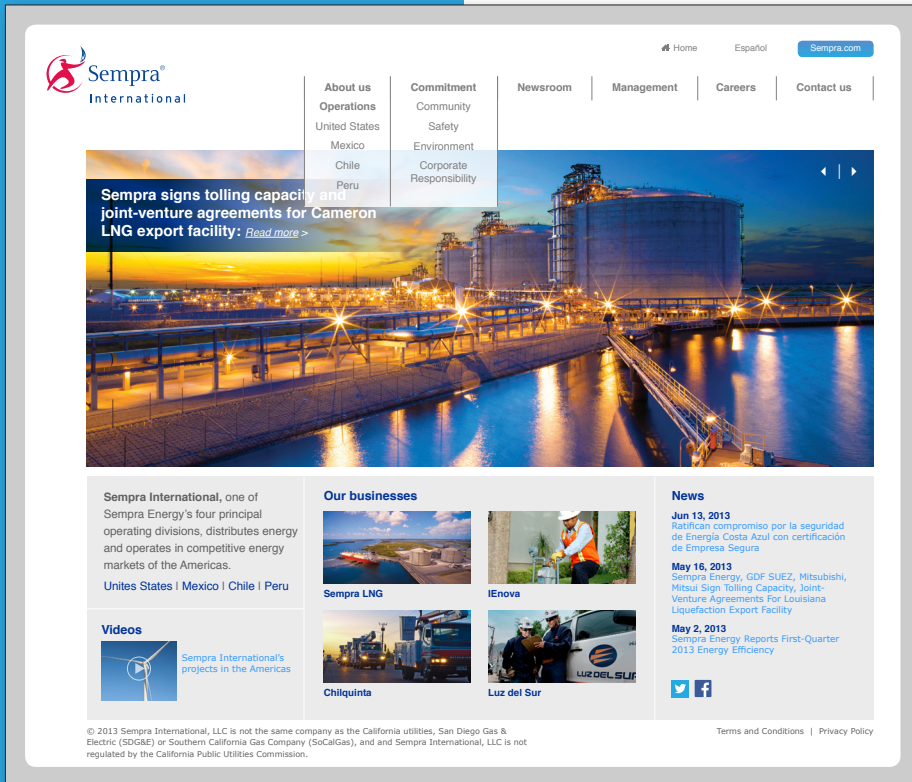 Home Español Sempra.com
Sempra®
International
About us Commitment Newsroom Management Careers Contact us
Operations Community
United States Safety
Mexico Environment
Chile Corporate
Responsibility
Peru
Sempra signs tolling capacity and
joint-venture agreements for Cameron
LNG export facility: Read more >
Sempra International, one of
Sempra Energy's four principal
operating divisions, distributes energy
and operates in competitive energy
markets of the Americas.
Unites States | Mexico | Chile | Peru
Videos
Sempra International's
projects in the Americas
Our businesses
Sempra LNG IEnova
LUZ DEL SUR
Chilquinta Luz del Sur
News
Jun 13, 2013
Ratifican compromiso por la seguridad
de Energía Costa Azul con certificación
de Empresa Segura
May 16, 2013
Sempra Energy, GDF SUEZ, Mitsubishi,
Mitsui Sign Tolling Capacity, Joint-
Venture Agreements For Louisiana
Liquefaction Export Facility
May 2, 2013
Sempra Energy Reports First-Quarter
2013 Energy Efficiency
© 2013 Sempra International, LLC is not the same company as the California utilities, San Diego Gas &
Electric (SDG&E) or Southern California Gas Company (SoCalGas), and and Sempra International, LLC is not
regulated by the California Public Utilities Commission.
Terms and Conditions | Privacy Policy